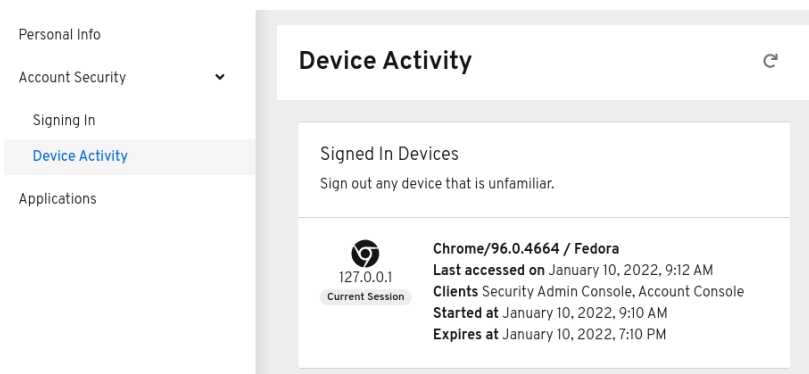 Personal Info
Account Security
Signing In
Device Activity
Applications
Device Activity
Signed In Devices
Sign out any device that is unfamiliar.
127.0.0.1
Current Session
Chrome/96.0.4664 / Fedora
Last accessed on January 10, 2022, 9:12 AM
Clients Security Admin Console, Account Console
Started at January 10, 2022, 9:10 AM
Expires at January 10, 2022, 7:10 PM